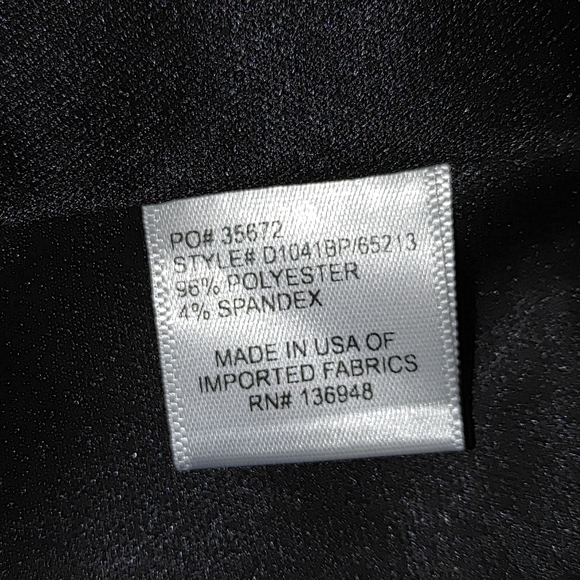 PO# 35672
STYLE# D1041BP/65213
96% POLYESTER
4% SPANDEX
MADE IN USA OF
IMPORTED FABRICS
RN# 136948